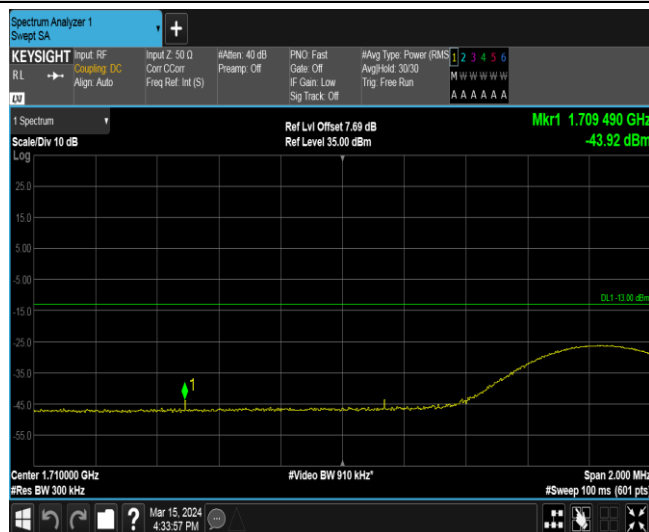 Spectrum Analyzer 1
Swept SA
+
KEYSIGHT
RL
LXI
Input: RF
Coupling: DC
Align: Auto
Input Z: 50 Ω
Corr CCorr
Freq Ref: Int (S)
#Atten: 40 dB
Preamp: Off
PNO: Fast
Gate: Off
IF Gain: Low
Sig Track: Off
#Avg Type: Power (RMS
Avg|Hold: 30/30
Trig: Free Run
1 2 3 4 5 6
M W W W W W
A A A A A A
1 Spectrum
Scale/Div 10 dB
Log
Ref Lvl Offset 7.69 dB
Ref Level 35.00 dBm
Mkr1 1.709 490 GHz
-43.92 dBm
25.0
15.0
5.00
-5.00
DL1 -13.00 dBm
-15.0
-25.0
-35.0
1
-45.0
-55.0
Center 1.710000 GHz
#Res BW 300 kHz
#Video BW 910 kHz*
Span 2.000 MHz
#Sweep 100 ms (601 pts)
?
Mar 15, 2024
4:33:57 PM